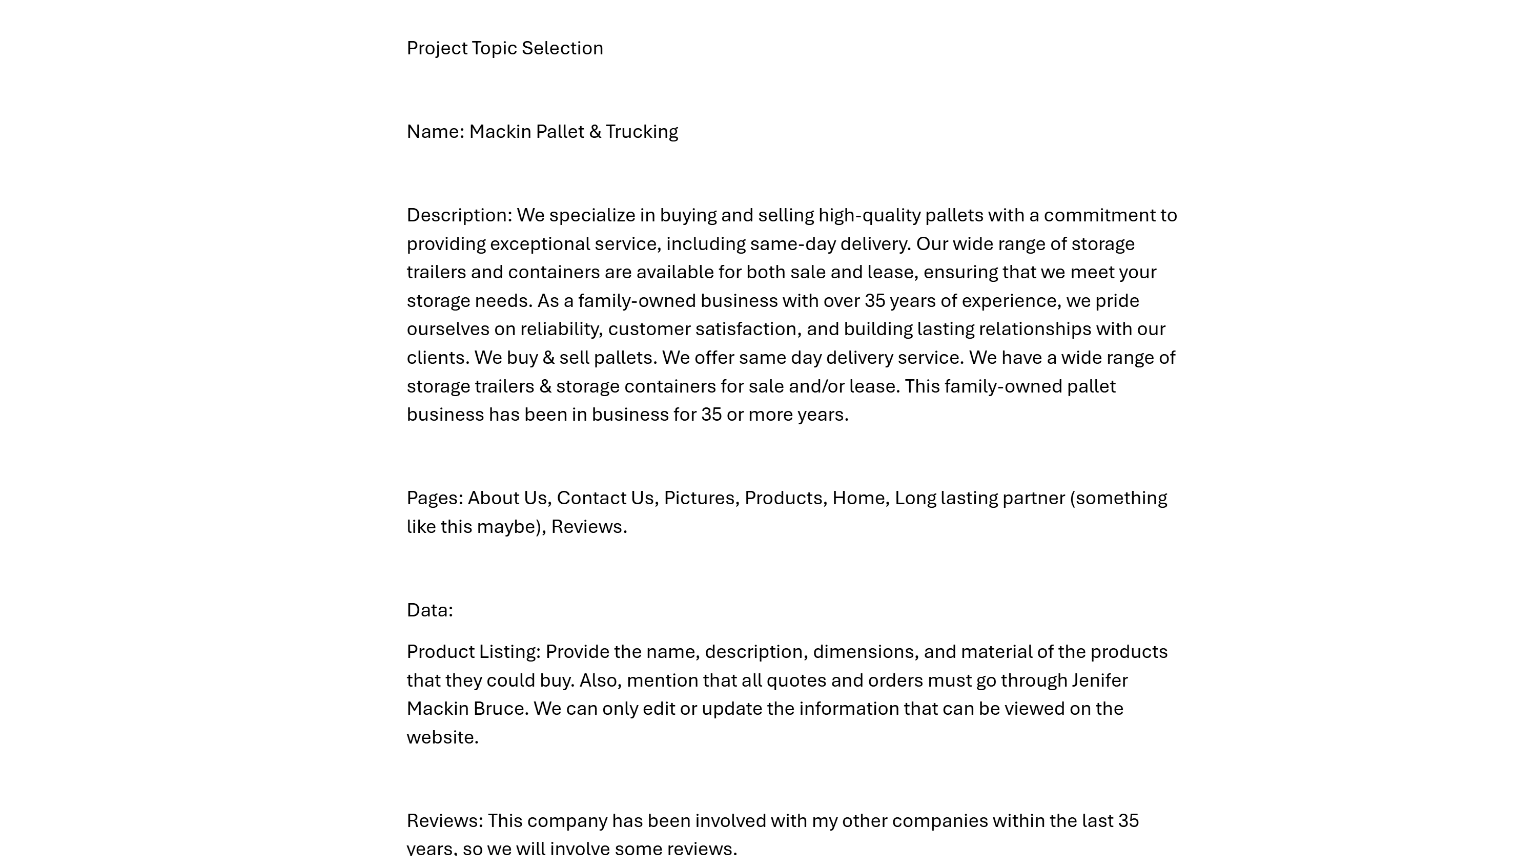 Project Topic Selection
Name: Mackin Pallet & Trucking
Description: We specialize in buying and selling high-quality pallets with a commitment to
providing exceptional service, including same-day delivery. Our wide range of storage
trailers and containers are available for both sale and lease, ensuring that we meet your
storage needs. As a family-owned business with over 35 years of experience, we pride
ourselves on reliability, customer satisfaction, and building lasting relationships with our
clients. We buy & sell pallets. We offer same day delivery service. We have a wide range of
storage trailers & storage containers for sale and/or lease. This family-owned pallet
business has been in business for 35 or more years.
Pages: About Us, Contact Us, Pictures, Products, Home, Long lasting partner (something
like this maybe), Reviews.
Data:
Product Listing: Provide the name, description, dimensions, and material of the products
that they could buy. Also, mention that all quotes and orders must go through Jenifer
Mackin Bruce. We can only edit or update the information that can be viewed on the
website.
Reviews: This company has been involved with my other companies within the last 35
years, so we will involve some reviews.